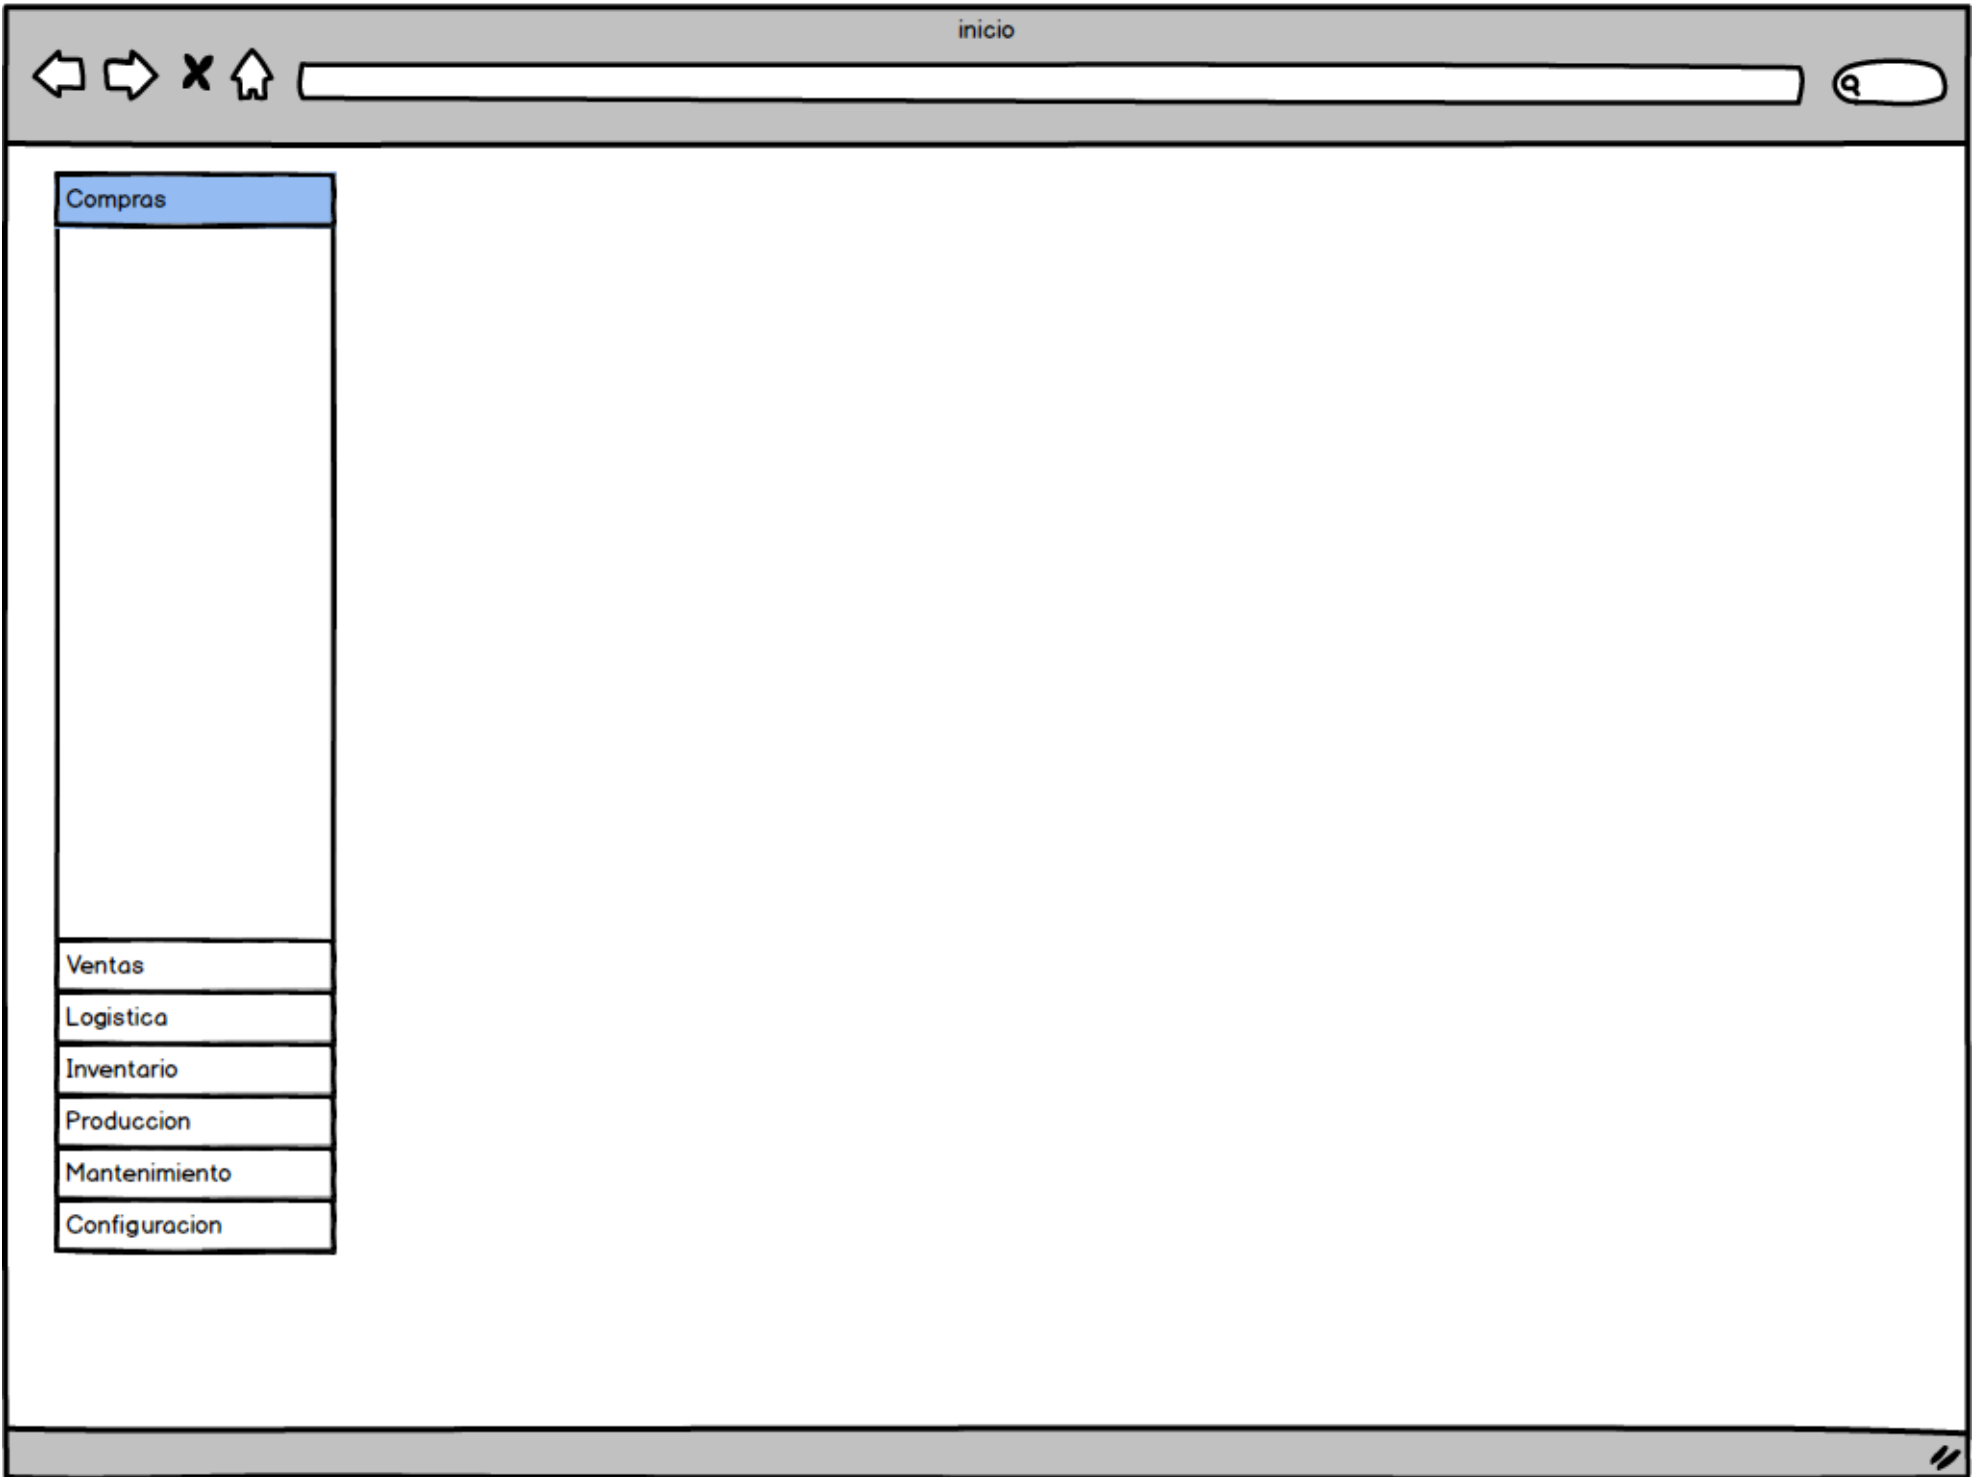 inicio
Compras
Ventas
Logistica
Inventario
Produccion
Mantenimiento
Configuracion